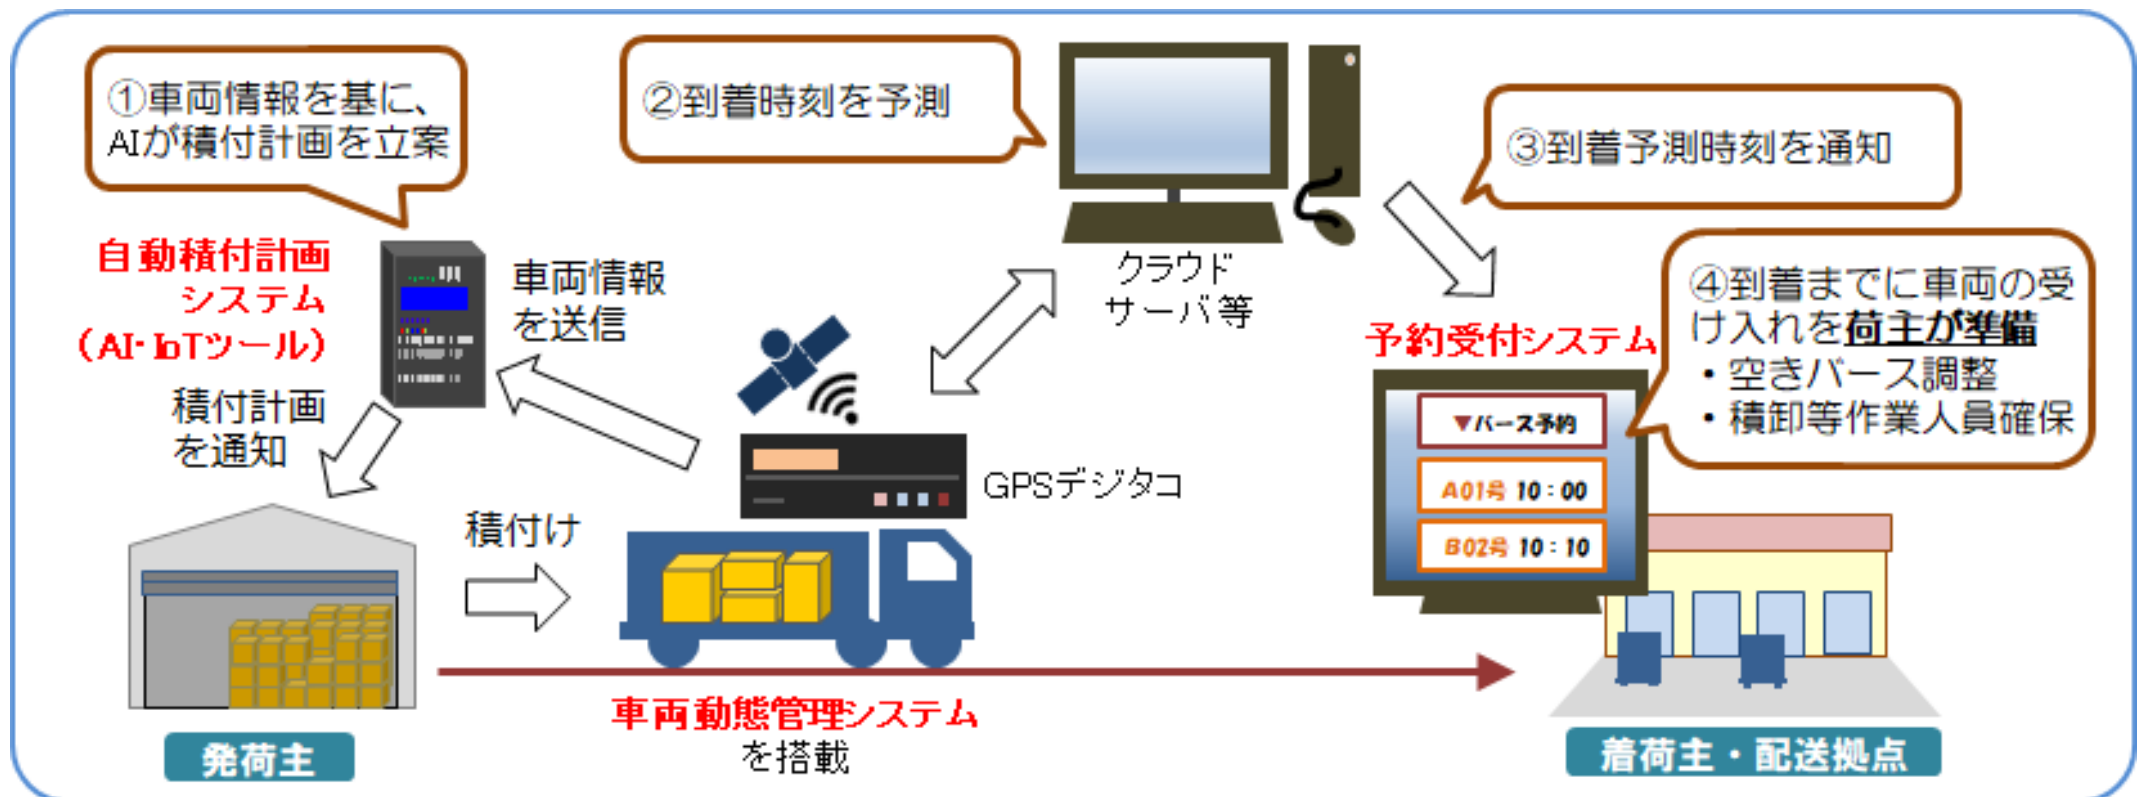 ①車両情報を基に、
AIが積付計画を立案
②到着時刻を予測
③到着予測時刻を通知
自動積付計画
システム
（AI・IoTツール）
車両情報
を送信
クラウド
サーバ等
④到着までに車両の受
け入れを荷主が準備
・空きバース調整
・積卸等作業人員確保
予約受付システム
▼バース予約
A01号 10：00
B02号 10：10
積付計画
を通知
GPSデジタコ
積付け
車両動態管理システム
を搭載
発荷主
着荷主・配送拠点